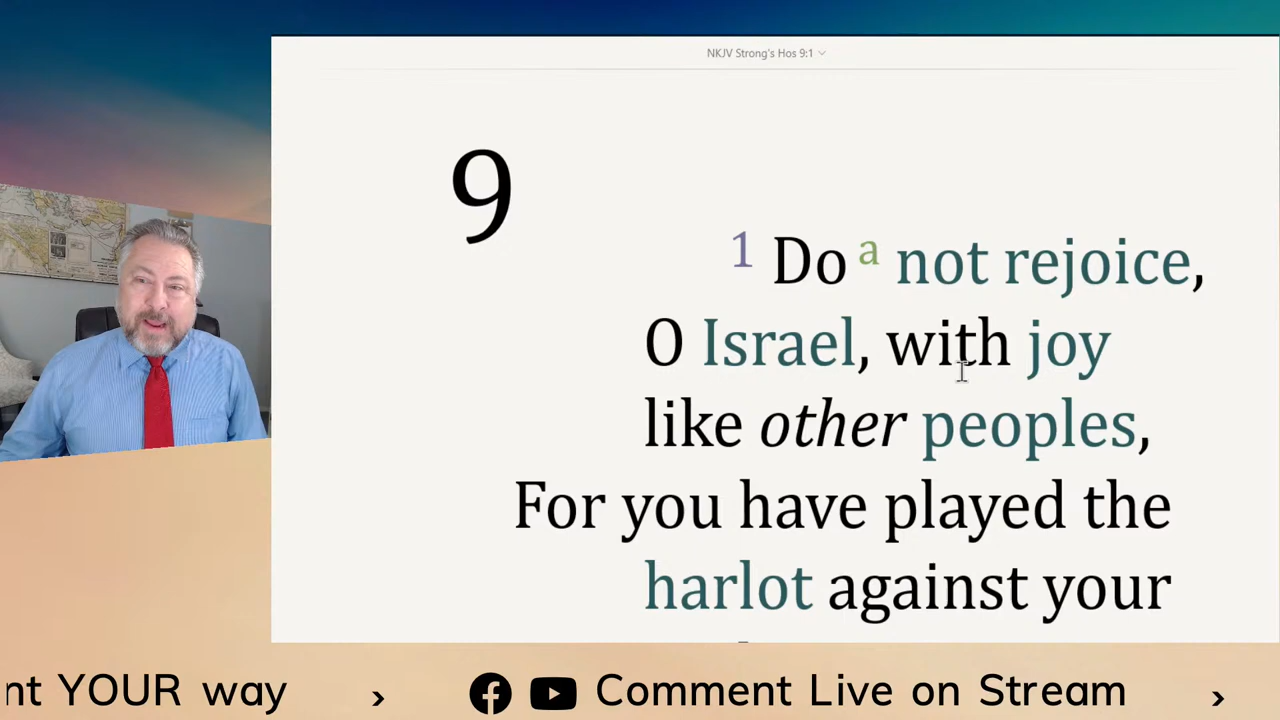 NKJV Strong's Hos 9:1
9
1 Do a not rejoice,
O Israel, with joy
like other peoples,
For you have played the
harlot against your
nt YOUR way › Comment Live on Stream ›